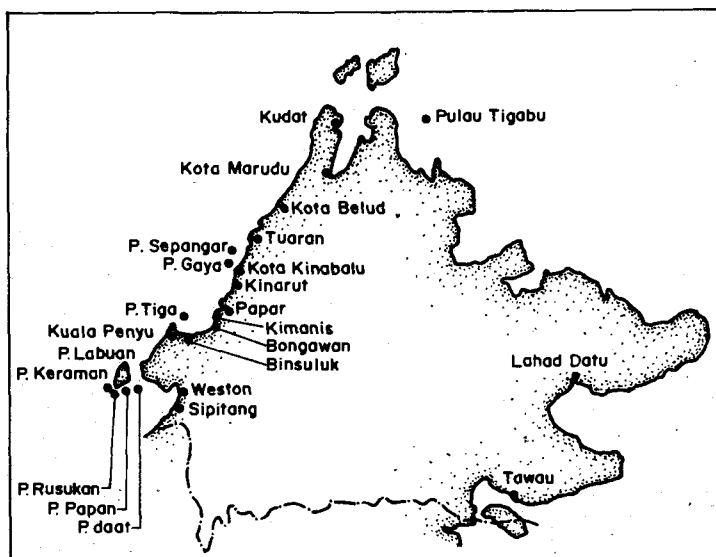 Kudat
Pulau Tigabu
Kota Marudu
Kota Belud
Tuaran
P. Sepangar
P. Gaya
Kota Kinabalu
Kinarut
P. Tiga
Papar
Kuala Penyu
Kimanis
Bongawan
P. Labuan
Binsuluk
P. Keraman
Lahad Datu
Weston
Sipitang
P. Rusukan
P. Papan
P. daat
Tawau